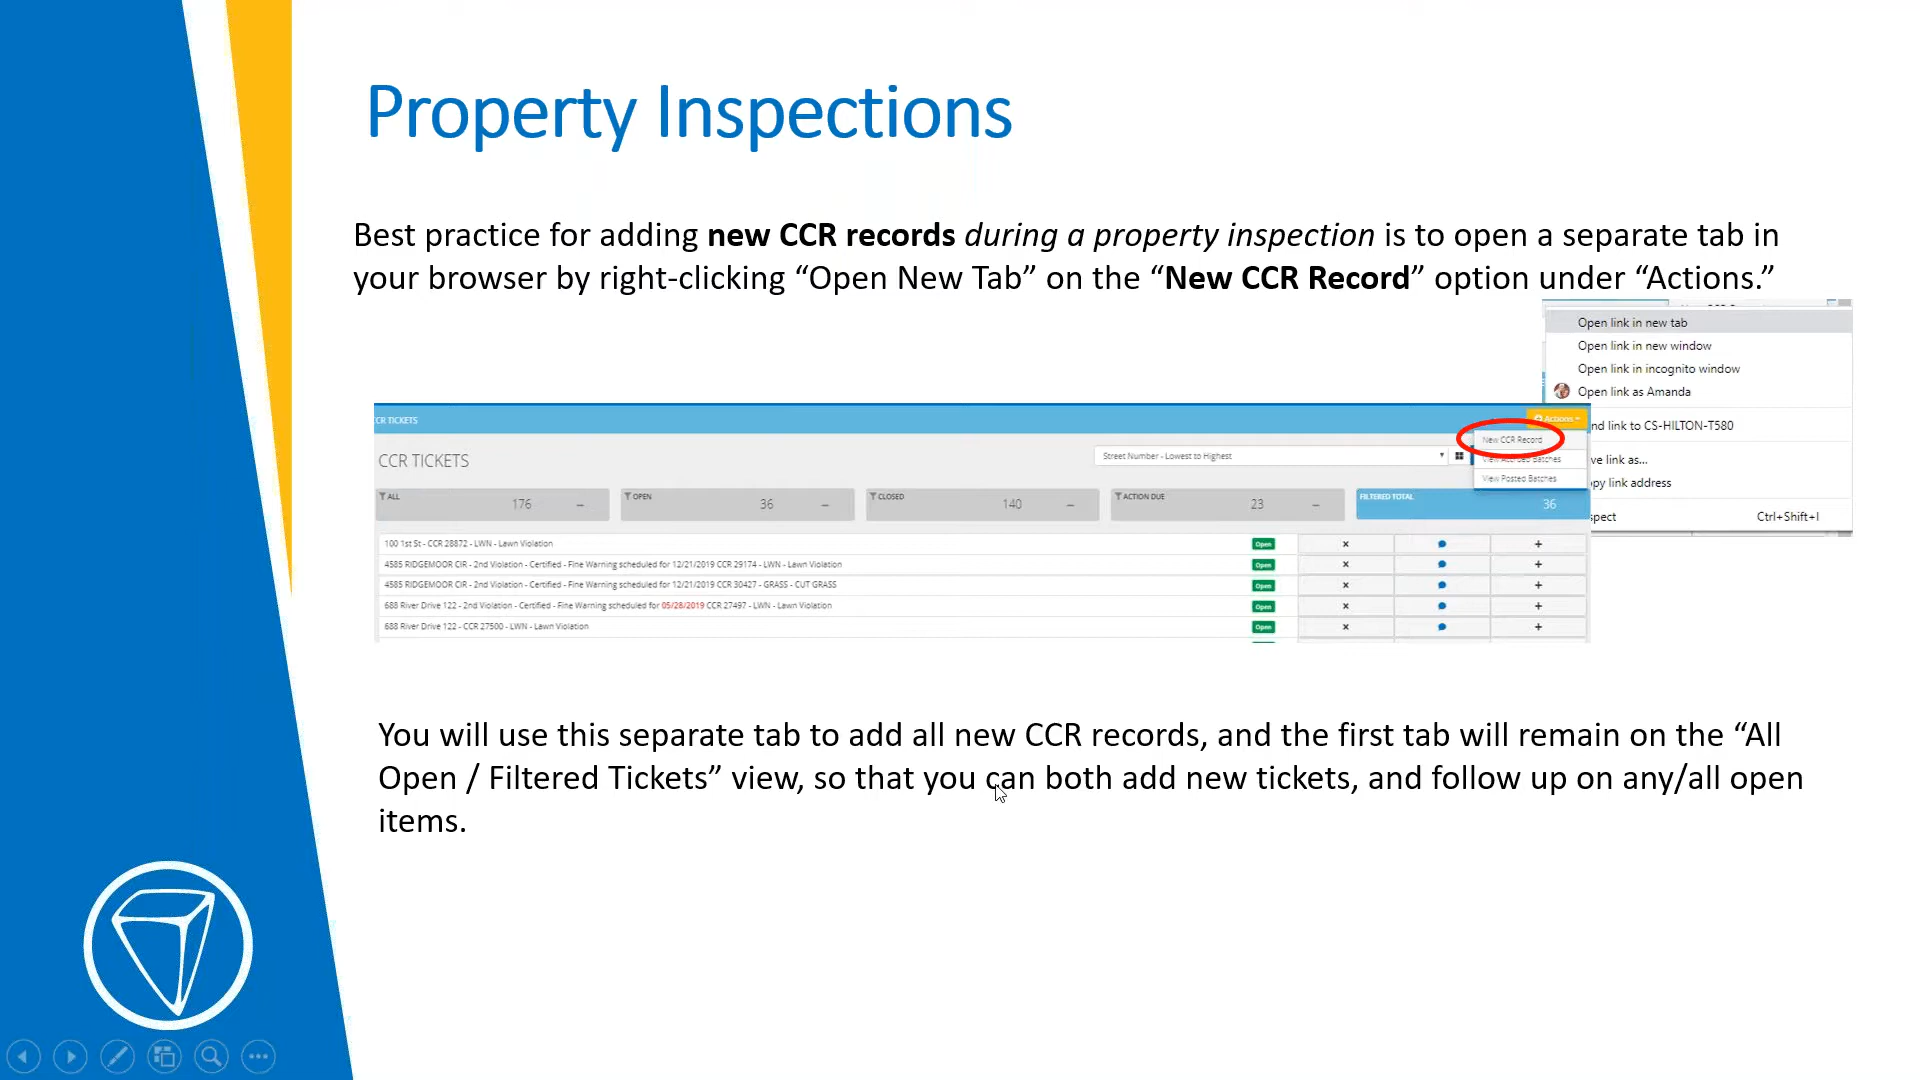 Property Inspections
Best practice for adding new CCR records during a property inspection is to open a separate tab in
your browser by right-clicking “Open New Tab” on the “New CCR Record” option under “Actions.”
Open link in new tab
Open link in new window
Open link in incognito window
Open link as Amanda
nd link to CS-HILTON-T580
ve link as...
py link address
spect Ctrl+Shift+I
CR TICKETS
Actions
New CCR Record
View Posted Batches
CCR TICKETS
Street Number - Lowest to Highest
ALL 176 –
OPEN 36 –
CLOSED 140 –
ACTION DUE 23 –
FILTERED TOTAL 36
100 1st St - CCR 28872 - LWN - Lawn Violation Open x +
4585 RIDGEMOOR CIR - 2nd Violation - Certified - Fine Warning scheduled for 12/21/2019 CCR 29174 - LWN - Lawn Violation Open x +
4585 RIDGEMOOR CIR - 2nd Violation - Certified - Fine Warning scheduled for 12/21/2019 CCR 30427 - GRASS - CUT GRASS Open x +
688 River Drive 122 - 2nd Violation - Certified - Fine Warning scheduled for 05/28/2019 CCR 27497 - LWN - Lawn Violation Open x +
688 River Drive 122 - CCR 27500 - LWN - Lawn Violation Open x +
You will use this separate tab to add all new CCR records, and the first tab will remain on the “All
Open / Filtered Tickets” view, so that you can both add new tickets, and follow up on any/all open
items.